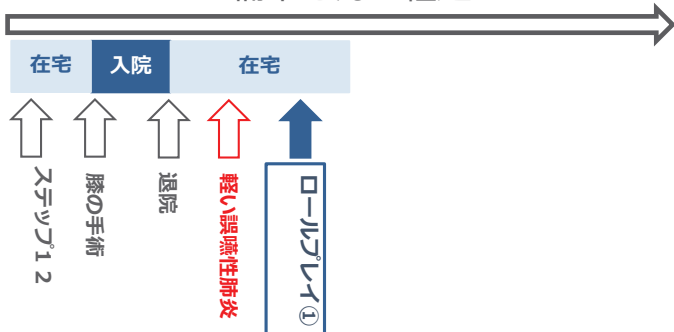 在宅
入院
在宅
ステップ1 2
膝の手術
退院
軽い誤嚥性肺炎
ロールプレイ①